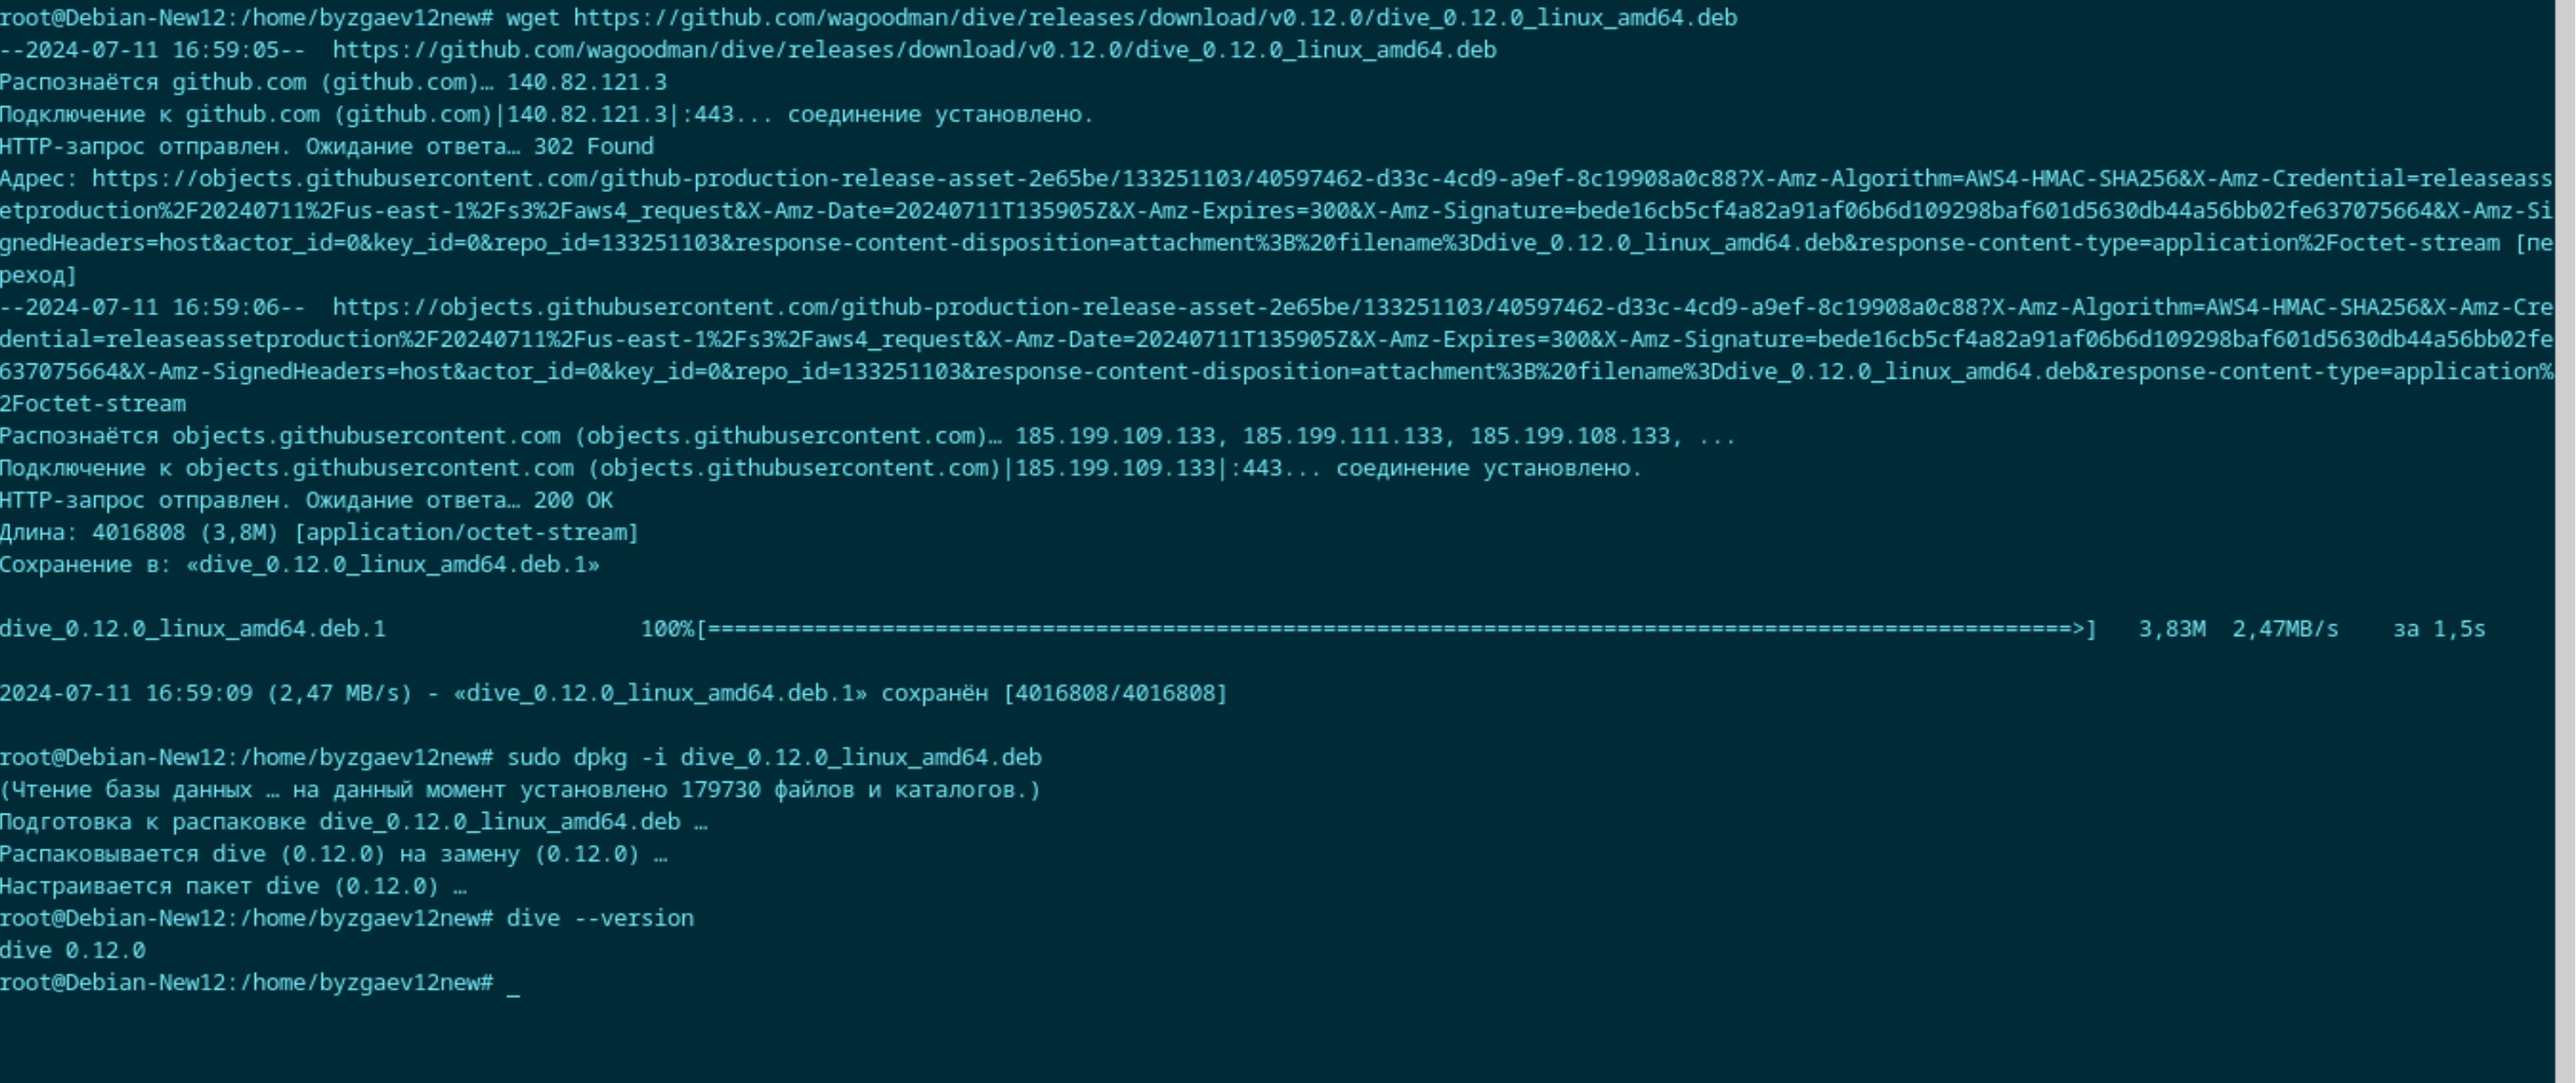 root@Debian-New12:/home/byzgaev12new# wget https://github.com/wagoodman/dive/releases/download/v0.12.0/dive_0.12.0_linux_amd64.deb
--2024-07-11 16:59:05--  https://github.com/wagoodman/dive/releases/download/v0.12.0/dive_0.12.0_linux_amd64.deb
Распознаётся github.com (github.com)… 140.82.121.3
Подключение к github.com (github.com)|140.82.121.3|:443... соединение установлено.
HTTP-запрос отправлен. Ожидание ответа… 302 Found
Адрес: https://objects.githubusercontent.com/github-production-release-asset-2e65be/133251103/40597462-d33c-4cd9-a9ef-8c19908a0c88?X-Amz-Algorithm=AWS4-HMAC-SHA256&X-Amz-Credential=releaseass
etproduction%2F20240711%2Fus-east-1%2Fs3%2Faws4_request&X-Amz-Date=20240711T135905Z&X-Amz-Expires=300&X-Amz-Signature=bede16cb5cf4a82a91af06b6d109298baf601d5630db44a56bb02fe637075664&X-Amz-Si
gnedHeaders=host&actor_id=0&key_id=0&repo_id=133251103&response-content-disposition=attachment%3B%20filename%3Ddive_0.12.0_linux_amd64.deb&response-content-type=application%2Foctet-stream [пе
реход]
--2024-07-11 16:59:06--  https://objects.githubusercontent.com/github-production-release-asset-2e65be/133251103/40597462-d33c-4cd9-a9ef-8c19908a0c88?X-Amz-Algorithm=AWS4-HMAC-SHA256&X-Amz-Cre
dential=releaseassetproduction%2F20240711%2Fus-east-1%2Fs3%2Faws4_request&X-Amz-Date=20240711T135905Z&X-Amz-Expires=300&X-Amz-Signature=bede16cb5cf4a82a91af06b6d109298baf601d5630db44a56bb02fe
637075664&X-Amz-SignedHeaders=host&actor_id=0&key_id=0&repo_id=133251103&response-content-disposition=attachment%3B%20filename%3Ddive_0.12.0_linux_amd64.deb&response-content-type=application%
2Foctet-stream
Распознаётся objects.githubusercontent.com (objects.githubusercontent.com)… 185.199.109.133, 185.199.111.133, 185.199.108.133, ...
Подключение к objects.githubusercontent.com (objects.githubusercontent.com)|185.199.109.133|:443... соединение установлено.
HTTP-запрос отправлен. Ожидание ответа… 200 OK
Длина: 4016808 (3,8M) [application/octet-stream]
Сохранение в: «dive_0.12.0_linux_amd64.deb.1»
dive_0.12.0_linux_amd64.deb.1                   100%[======================================================================================================>]   3,83M  2,47MB/s    за 1,5s
2024-07-11 16:59:09 (2,47 MB/s) - «dive_0.12.0_linux_amd64.deb.1» сохранён [4016808/4016808]
root@Debian-New12:/home/byzgaev12new# sudo dpkg -i dive_0.12.0_linux_amd64.deb
(Чтение базы данных … на данный момент установлено 179730 файлов и каталогов.)
Подготовка к распаковке dive_0.12.0_linux_amd64.deb …
Распаковывается dive (0.12.0) на замену (0.12.0) …
Настраивается пакет dive (0.12.0) …
root@Debian-New12:/home/byzgaev12new# dive --version
dive 0.12.0
root@Debian-New12:/home/byzgaev12new# _